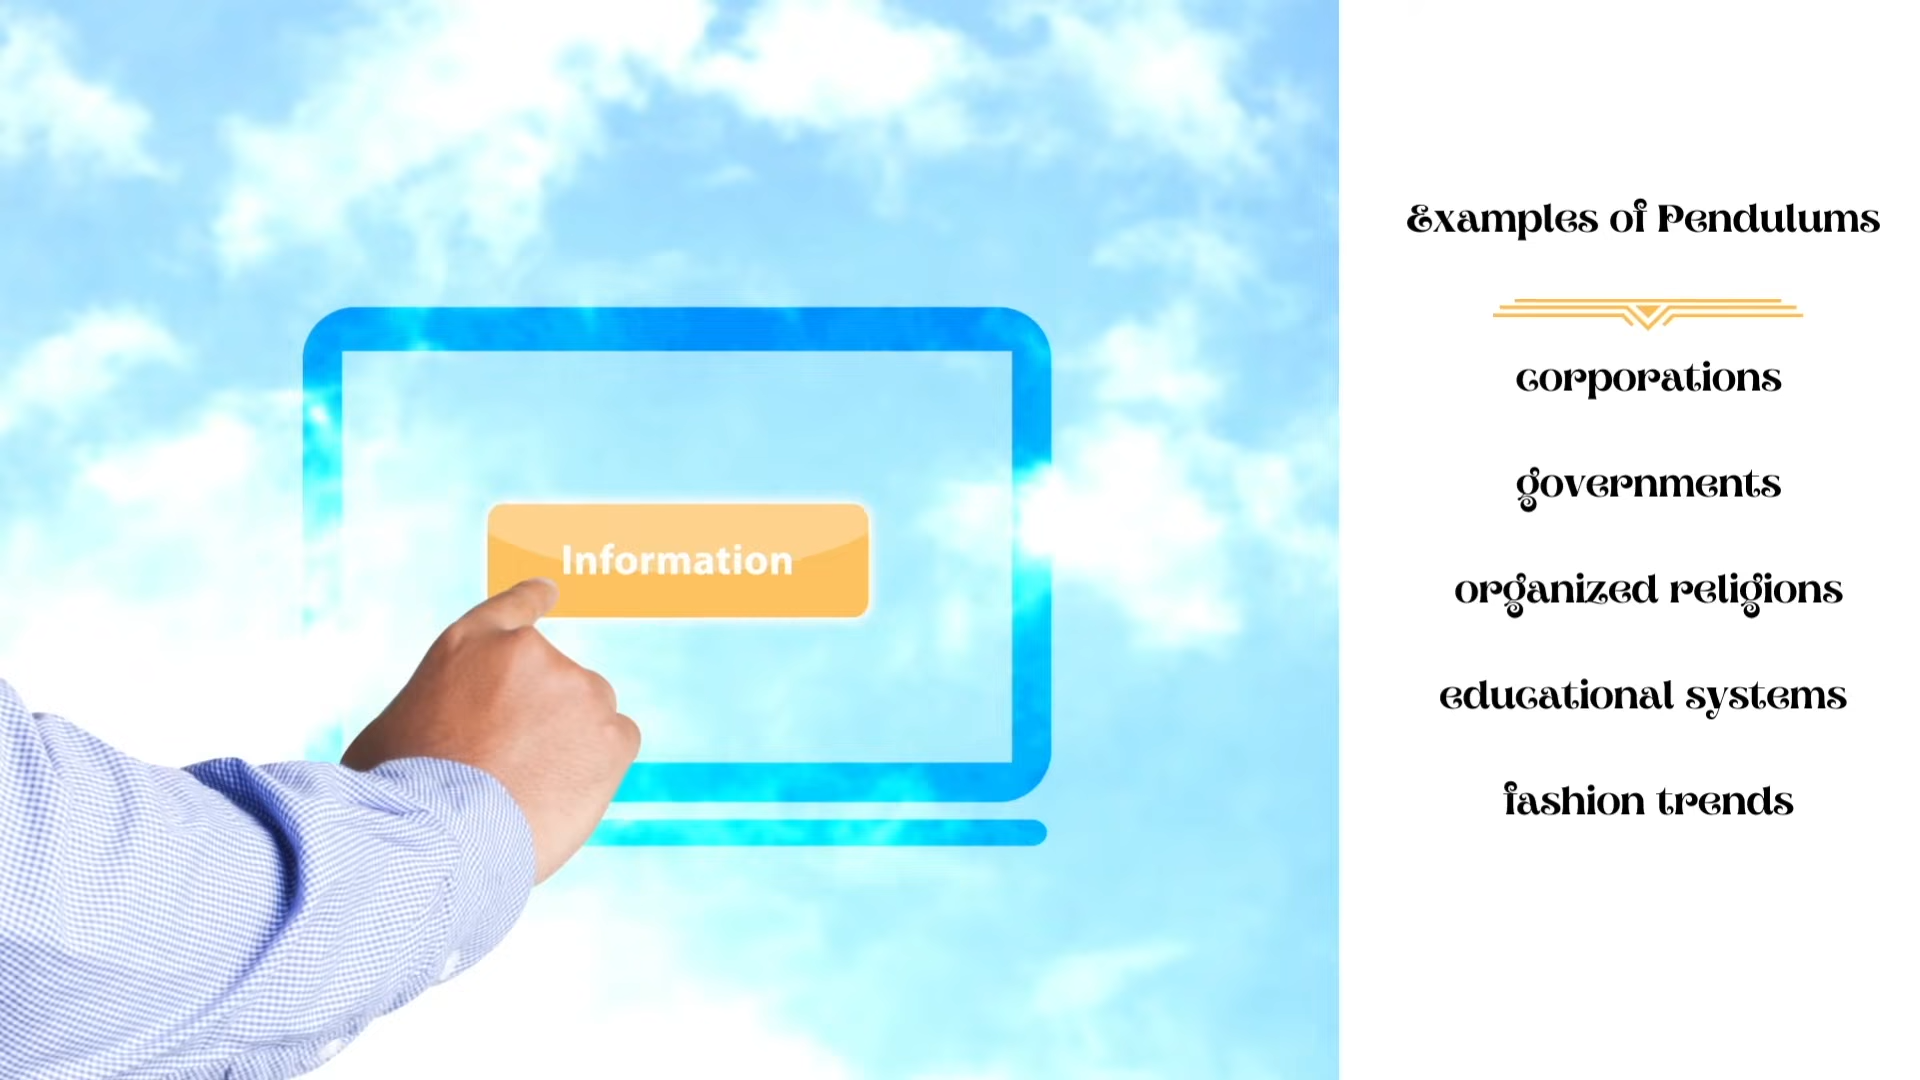 Information
Examples of Pendulums
corporations
governments
organized religions
educational systems
fashion trends